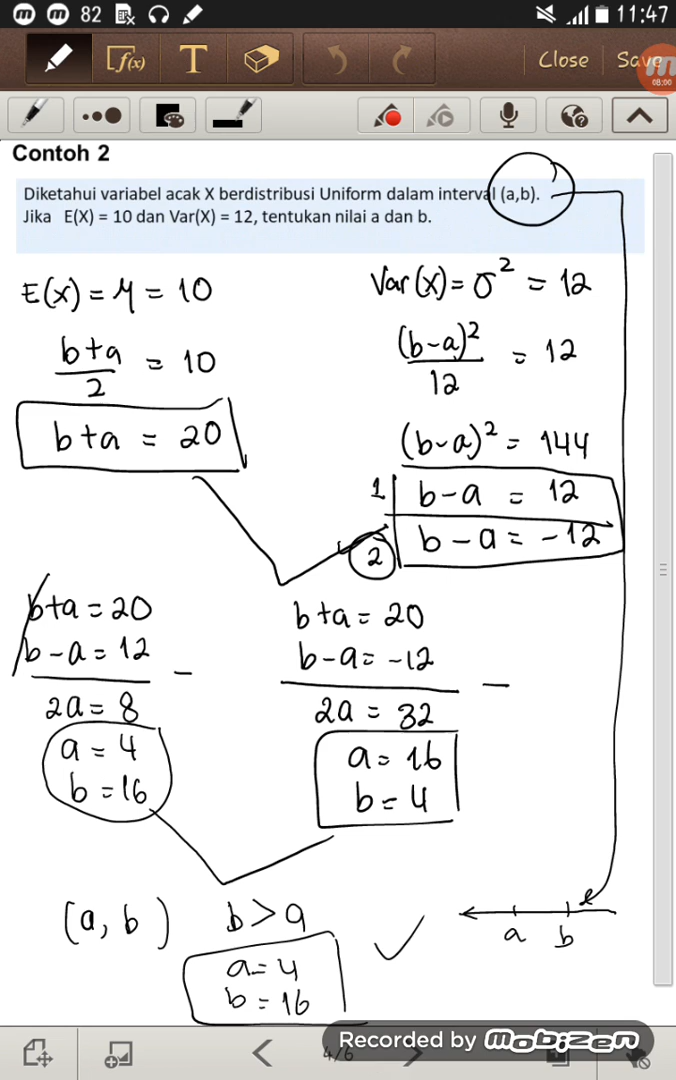 82 11:47
f(x) T Close Save
08:00
Contoh 2
Diketahui variabel acak X berdistribusi Uniform dalam interval (a,b).
Jika E(X) = 10 dan Var(X) = 12, tentukan nilai a dan b.
E(x) = μ = 10
(b+a)/2 = 10
b+a = 20
Var(x) = σ² = 12
(b-a)²/12 = 12
(b-a)² = 144
1 b-a = 12
2 b-a = -12
b+a = 20
b-a = 12 -
2a = 8
a = 4
b = 16
b+a = 20
b-a = -12 -
2a = 32
a = 16
b = 4
(a, b) b > a
a = 4
b = 16
a b
4/6
Recorded by mobizen